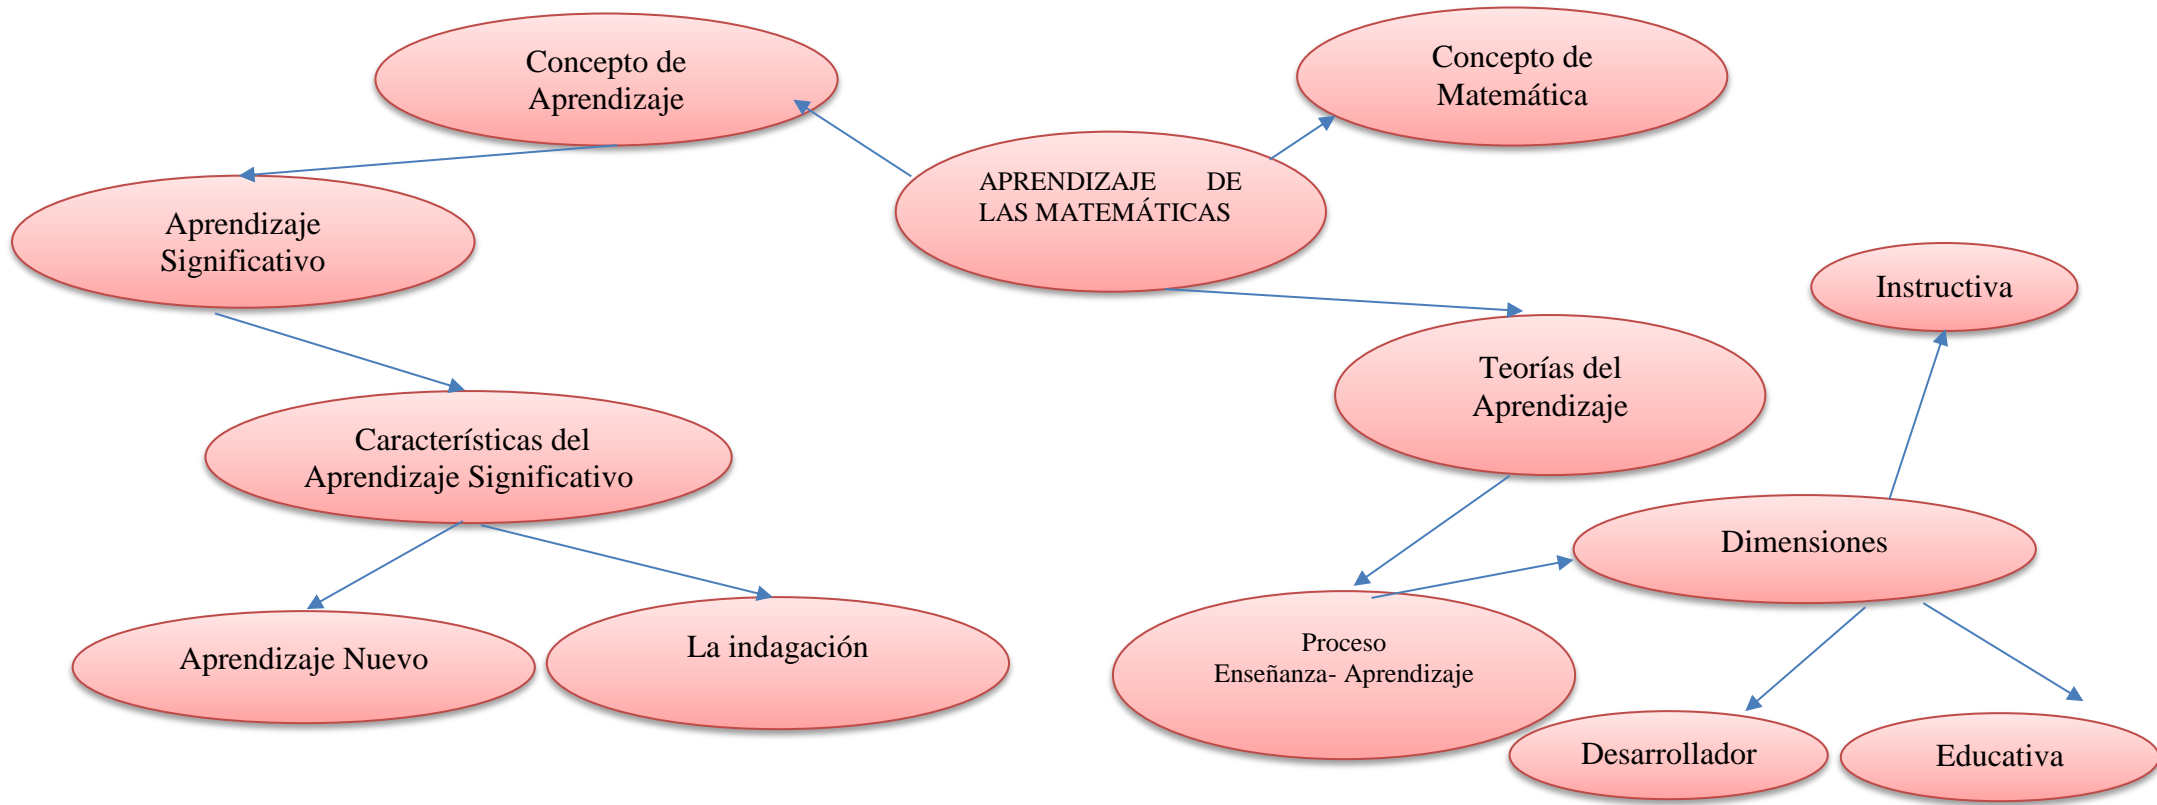 Concepto de
Aprendizaje
Concepto de
Matemática
APRENDIZAJE DE
LAS MATEMÁTICAS
Aprendizaje
Significativo
Instructiva
Teorías del
Aprendizaje
Característicias del
Aprendizaje Significativo
Dimensiones
Aprendizaje Nuevo
La indagación
Proceso
Enseñanza- Aprendizaje
Desarrollador
Educativa